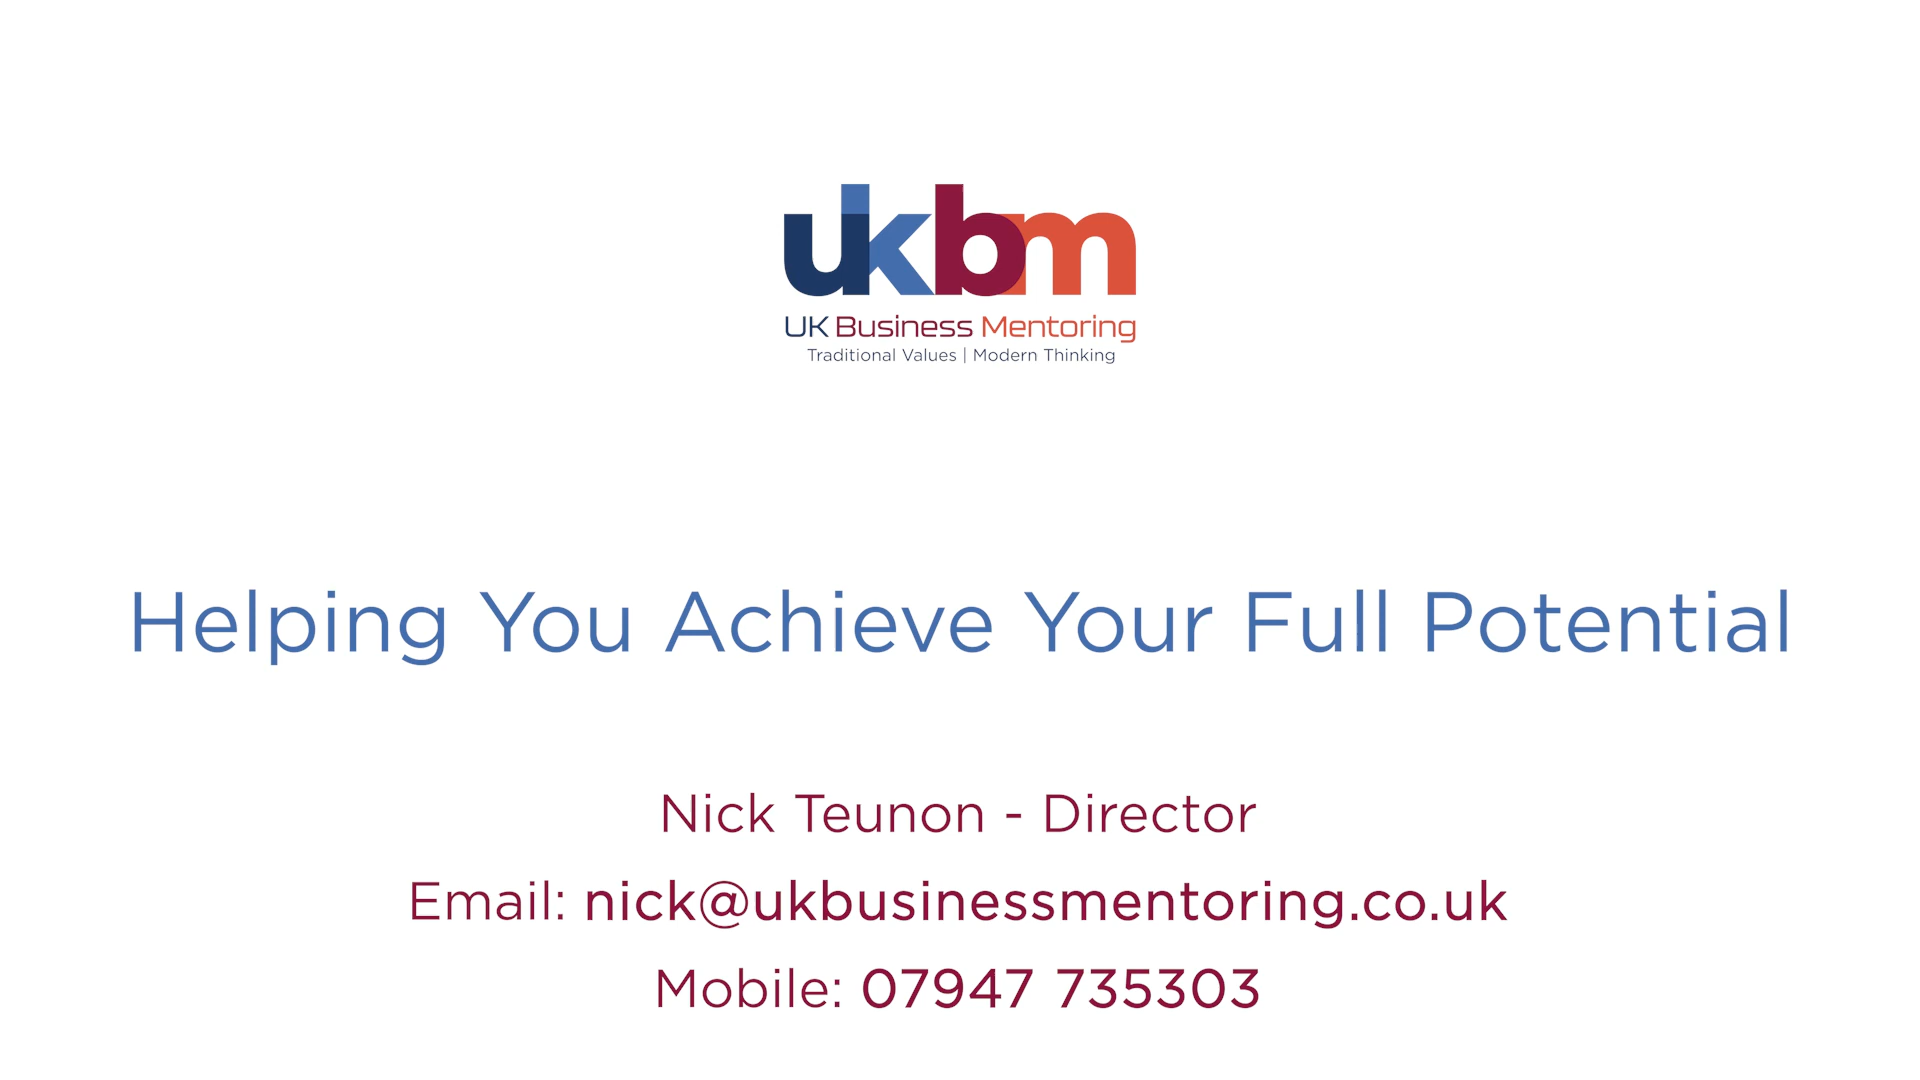 ukbm
UK Business Mentoring
Traditional Values | Modern Thinking
Helping You Achieve Your Full Potential
Nick Teunon - Director
Email: nick@ukbusinessmentoring.co.uk
Mobile: 07947 735303